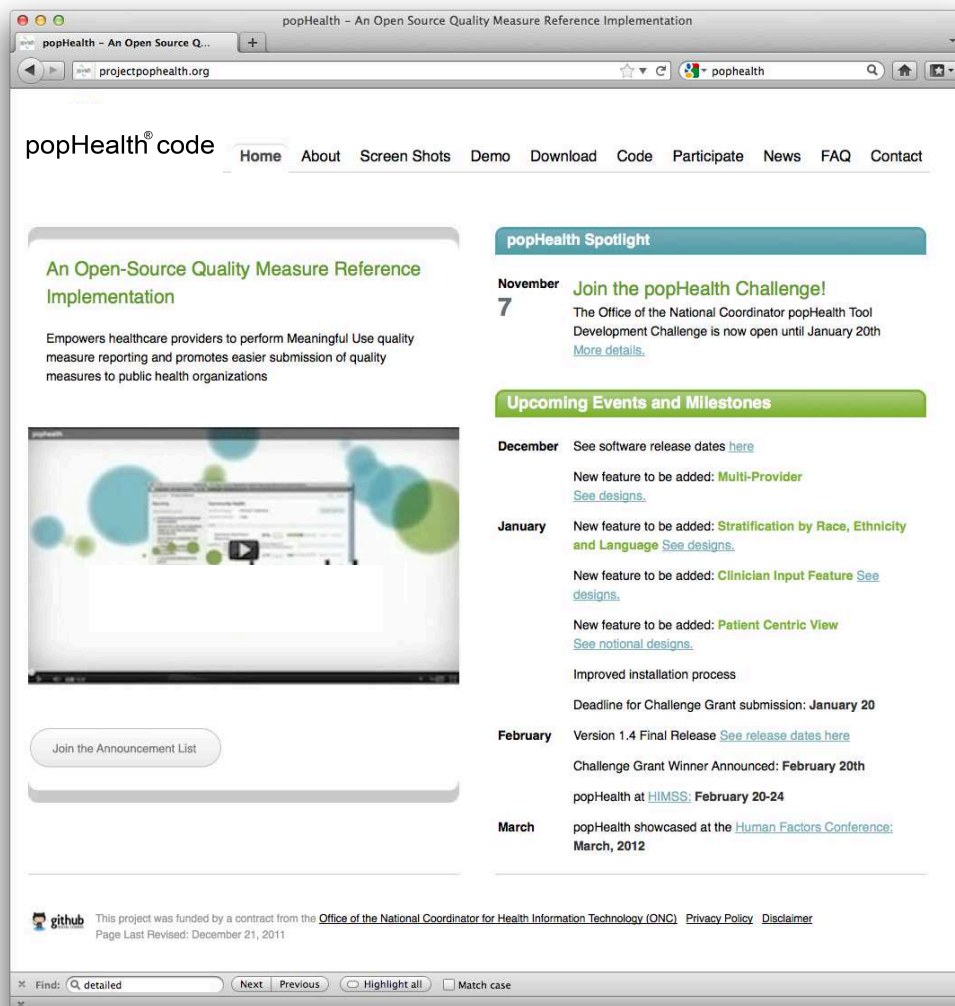 popHealth – An Open Source Quality Measure Reference Implementation
popHealth – An Open Source Q...
+
projectpophealth.org
pophealth
popHealth® code
Home About Screen Shots Demo Download Code Participate News FAQ Contact
An Open-Source Quality Measure Reference
Implementation
Empowers healthcare providers to perform Meaningful Use quality
measure reporting and promotes easier submission of quality
measures to public health organizations
pophealth
Join the Announcement List
popHealth Spotlight
November
7
Join the popHealth Challenge!
The Office of the National Coordinator popHealth Tool
Development Challenge is now open until January 20th
More details.
Upcoming Events and Milestones
December See software release dates here
New feature to be added: Multi-Provider
See designs.
January New feature to be added: Stratification by Race, Ethnicity
and Language See designs.
New feature to be added: Clinician Input Feature See
designs.
New feature to be added: Patient Centric View
See notional designs.
Improved installation process
Deadline for Challenge Grant submission: January 20
February Version 1.4 Final Release See release dates here
Challenge Grant Winner Announced: February 20th
popHealth at HIMSS: February 20-24
March popHealth showcased at the Human Factors Conference:
March, 2012
github This project was funded by a contract from the Office of the National Coordinator for Health Information Technology (ONC) Privacy Policy Disclaimer
SOCIAL CODING Page Last Revised: December 21, 2011
Find: detailed Next Previous Highlight all Match case